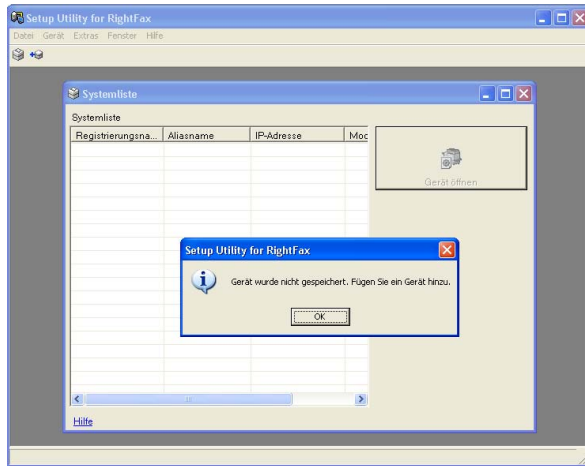 Setup Utility for RightFax
Datei Gerät Extras Fenster Hilfe
Systemliste
Systemliste
Registrierungsna... Aliasname IP-Adresse Moc
Gerät öffnen
Setup Utility for RightFax
Gerät wurde nicht gespeichert. Fügen Sie ein Gerät hinzu.
OK
Hilfe